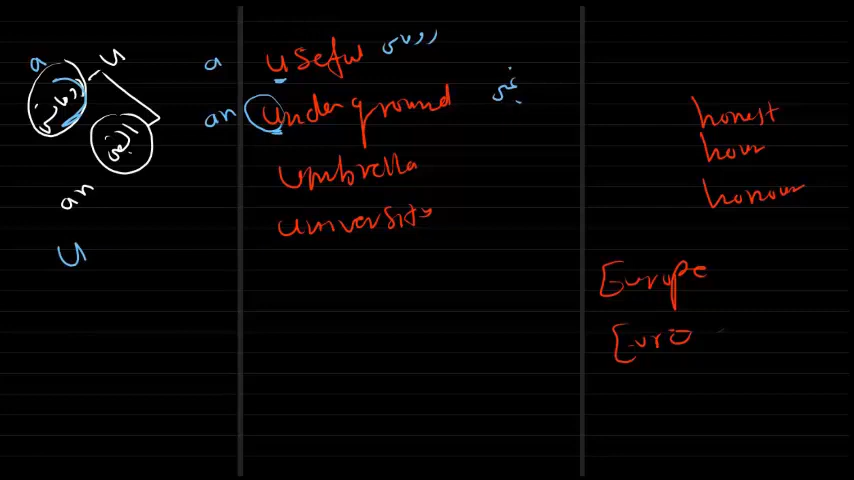 a
U
an
U
a useful
an underground
umbrella
university
honest
hour
honour
Europe
Euro